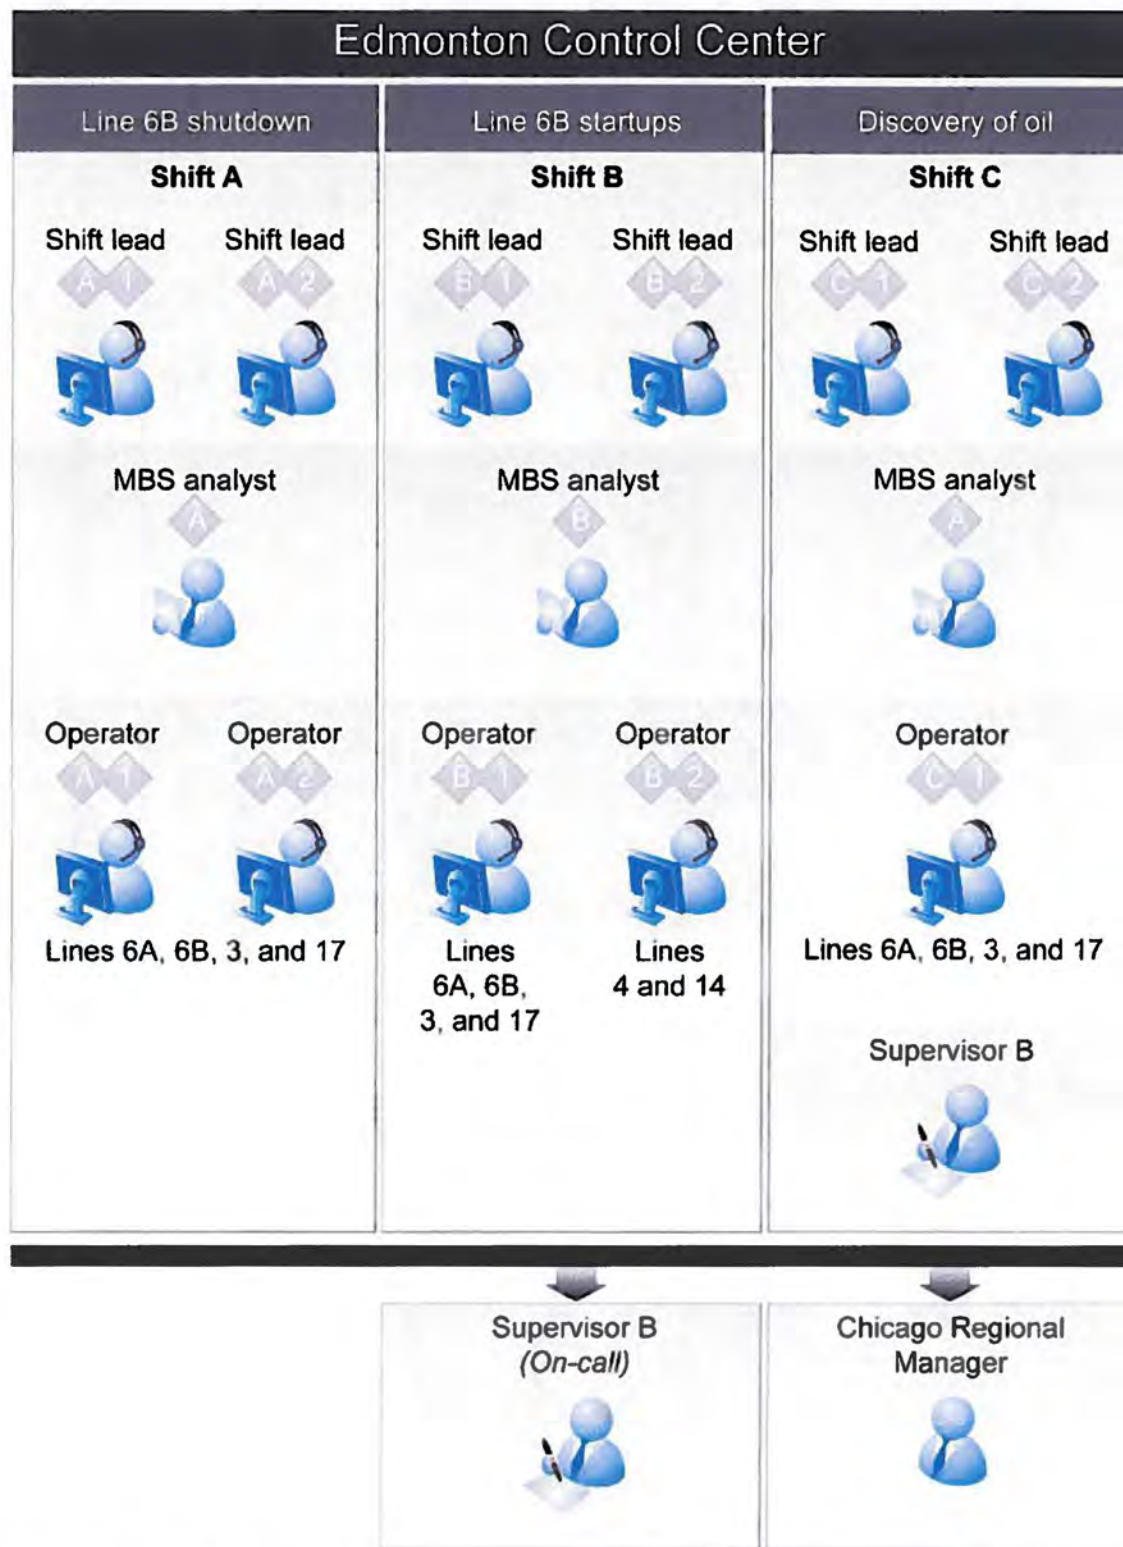 Edmonton Control Center
Line 6B shutdown
Shift A
Shift lead Shift lead
A 1 A 2
MBS analyst
A
Operator Operator
A 1 A 2
Lines 6A, 6B, 3, and 17
Line 6B startups
Shift B
Shift lead Shift lead
B 1 B 2
MBS analyst
B
Operator Operator
B 1 B 2
Lines Lines
6A, 6B, 4 and 14
3, and 17
Discovery of oil
Shift C
Shift lead Shift lead
C 1 C 2
MBS analyst
A
Operator
C 1
Lines 6A, 6B, 3, and 17
Supervisor B
Supervisor B
(On-call)
Chicago Regional
Manager